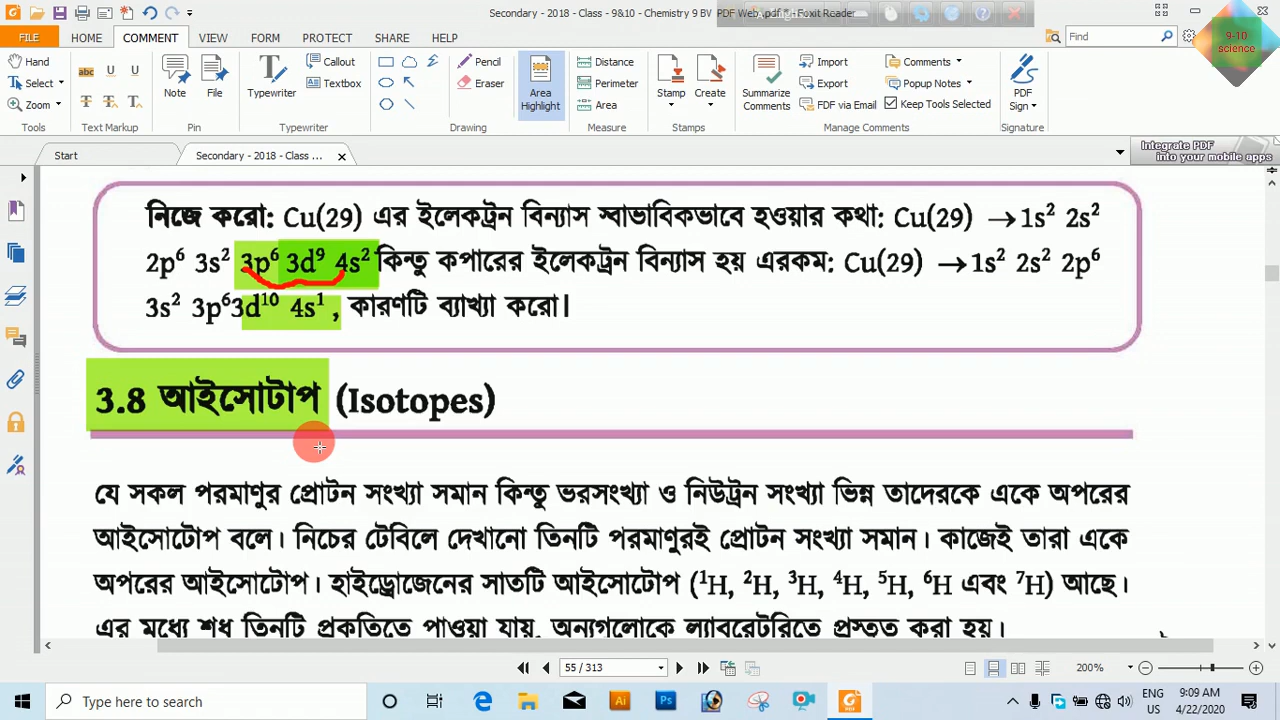 Secondary - 2018 - Class - 9&10 - Chemistry 9 BV PDF Web.pdf - Foxit Reader
FILE HOME COMMENT VIEW FORM PROTECT SHARE HELP Find
9-10
science
Hand Select Zoom
Tools
abc U U T T T
Text Markup
Note File
Pin
Typewriter Callout Textbox
Typewriter
Pencil Eraser Area Highlight
Drawing
Distance Perimeter Area
Measure
Stamp Create
Stamps
Summarize Comments Import Export FDF via Email Comments Popup Notes Keep Tools Selected
Manage Comments
PDF Sign
Signature
Start Secondary - 2018 - Class ...
Integrate PDF
into your mobile apps
নিজে করো: Cu(29) এর ইলেকট্রন বিন্যাস স্বাভাবিকভাবে হওয়ার কথা: Cu(29) →1s² 2s²
2p⁶ 3s² 3p⁶ 3d⁹ 4s² কিন্তু কপারের ইলেকট্রন বিন্যাস হয় এরকম: Cu(29) →1s² 2s² 2p⁶
3s² 3p⁶3d¹⁰ 4s¹ , কারণটি ব্যাখ্যা করো।
3.8 আইসোটাপ (Isotopes)
যে সকল পরমাণুর প্রোটন সংখ্যা সমান কিন্তু ভরসংখ্যা ও নিউট্রন সংখ্যা ভিন্ন তাদেরকে একে অপরের
আইসোটোপ বলে। নিচের টেবিলে দেখানো তিনটি পরমাণুরই প্রোটন সংখ্যা সমান। কাজেই তারা একে
অপরের আইসোটোপ। হাইড্রোজেনের সাতটি আইসোটোপ (¹H, ²H, ³H, ⁴H, ⁵H, ⁶H এবং ⁷H) আছে।
এর মধ্যে শুধু তিনটি প্রকৃতিতে পাওয়া যায়, অন্যগুলোকে ল্যাবরেটরিতে প্রস্তুত করা হয়।
55 / 313 200%
Type here to search
ENG
US
9:09 AM
4/22/2020